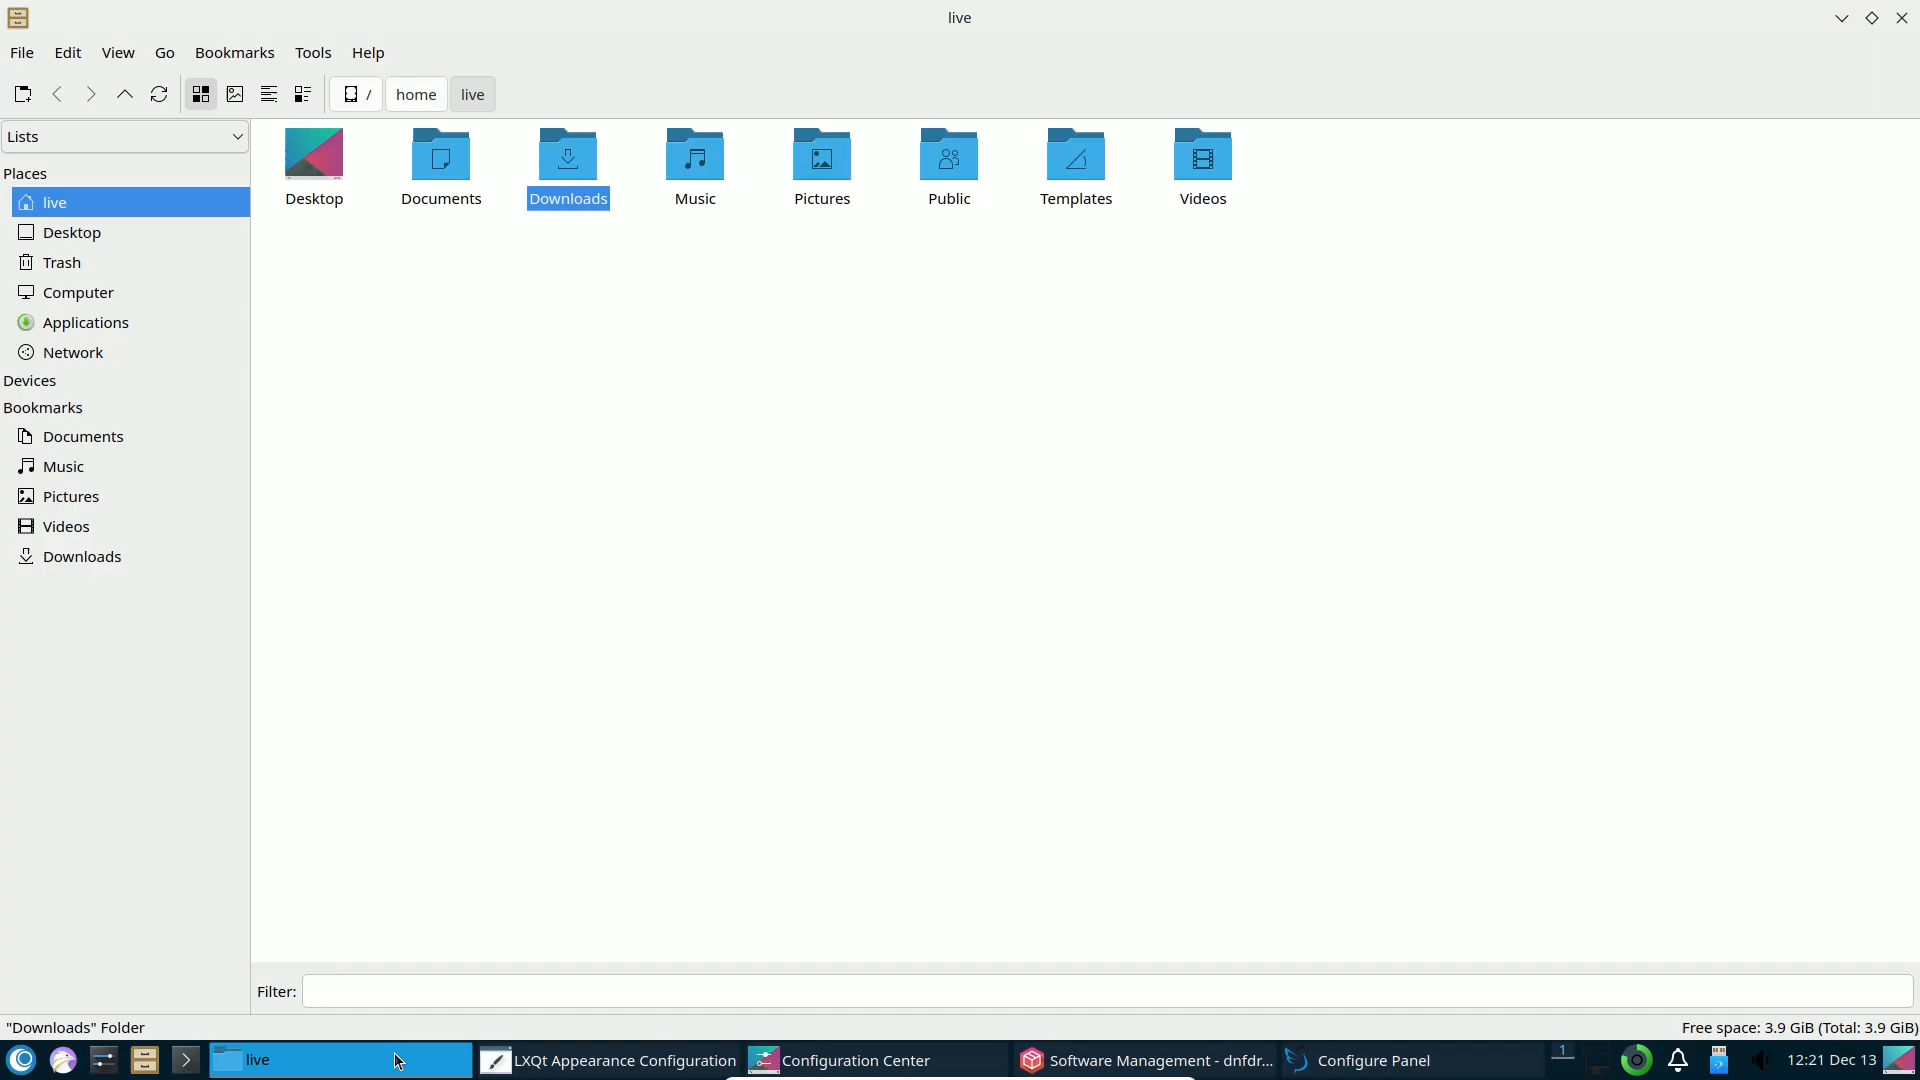 live
File Edit View Go Bookmarks Tools Help
/ home live
Lists
Places
live
Desktop
Trash
Computer
Applications
Network
Devices
Bookmarks
Documents
Music
Pictures
Videos
Downloads
Desktop Documents Downloads Music Pictures Public Templates Videos
Filter:
"Downloads" Folder Free space: 3.9 GiB (Total: 3.9 GiB)
live LXQt Appearance Configuration Configuration Center Software Management - dnfdr... Configure Panel 1 12:21 Dec 13